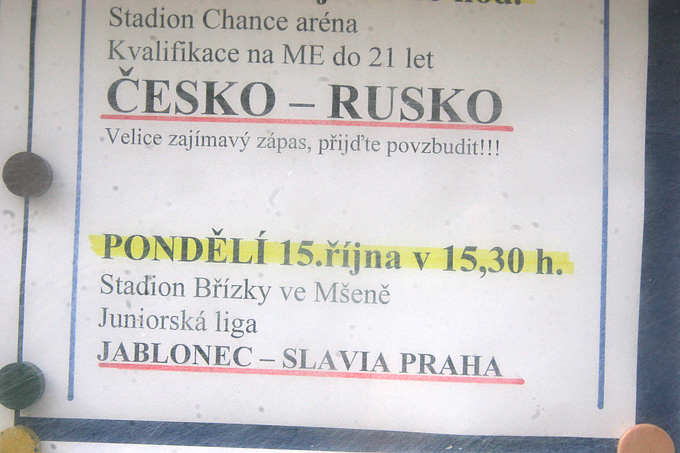 Stadion Chance aréna
Kvalifikace na ME do 21 let
ČESKO – RUSKO
Velice zajímavý zápas, přijďte povzbudit!!!
PONDĚLÍ 15.října v 15,30 h.
Stadion Břízky ve Mšeně
Juniorská liga
JABLONEC – SLAVIA PRAHA